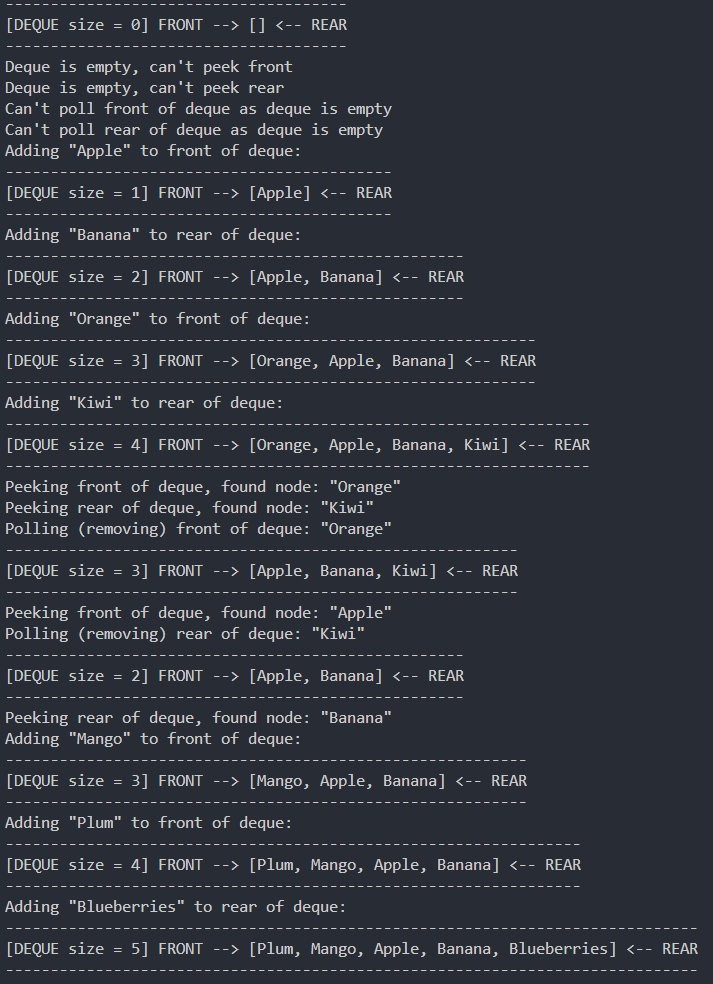 --------------------------------------
[DEQUE size = 0] FRONT --> [] <-- REAR
--------------------------------------
Deque is empty, can't peek front
Deque is empty, can't peek rear
Can't poll front of deque as deque is empty
Can't poll rear of deque as deque is empty
Adding "Apple" to front of deque:
-------------------------------------------
[DEQUE size = 1] FRONT --> [Apple] <-- REAR
-------------------------------------------
Adding "Banana" to rear of deque:
---------------------------------------------------
[DEQUE size = 2] FRONT --> [Apple, Banana] <-- REAR
---------------------------------------------------
Adding "Orange" to front of deque:
-----------------------------------------------------------
[DEQUE size = 3] FRONT --> [Orange, Apple, Banana] <-- REAR
-----------------------------------------------------------
Adding "Kiwi" to rear of deque:
-----------------------------------------------------------------
[DEQUE size = 4] FRONT --> [Orange, Apple, Banana, Kiwi] <-- REAR
-----------------------------------------------------------------
Peeking front of deque, found node: "Orange"
Peeking rear of deque, found node: "Kiwi"
Polling (removing) front of deque: "Orange"
---------------------------------------------------------
[DEQUE size = 3] FRONT --> [Apple, Banana, Kiwi] <-- REAR
---------------------------------------------------------
Peeking front of deque, found node: "Apple"
Polling (removing) rear of deque: "Kiwi"
---------------------------------------------------
[DEQUE size = 2] FRONT --> [Apple, Banana] <-- REAR
---------------------------------------------------
Peeking rear of deque, found node: "Banana"
Adding "Mango" to front of deque:
----------------------------------------------------------
[DEQUE size = 3] FRONT --> [Mango, Apple, Banana] <-- REAR
----------------------------------------------------------
Adding "Plum" to front of deque:
----------------------------------------------------------------
[DEQUE size = 4] FRONT --> [Plum, Mango, Apple, Banana] <-- REAR
----------------------------------------------------------------
Adding "Blueberries" to rear of deque:
-----------------------------------------------------------------------------
[DEQUE size = 5] FRONT --> [Plum, Mango, Apple, Banana, Blueberries] <-- REAR
-----------------------------------------------------------------------------